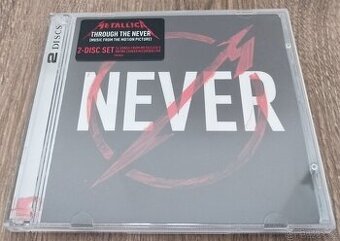 METALLICA
THROUGH THE NEVER
(MUSIC FROM THE MOTION PICTURE)
2-DISC SET
2 DISCS
NEVER